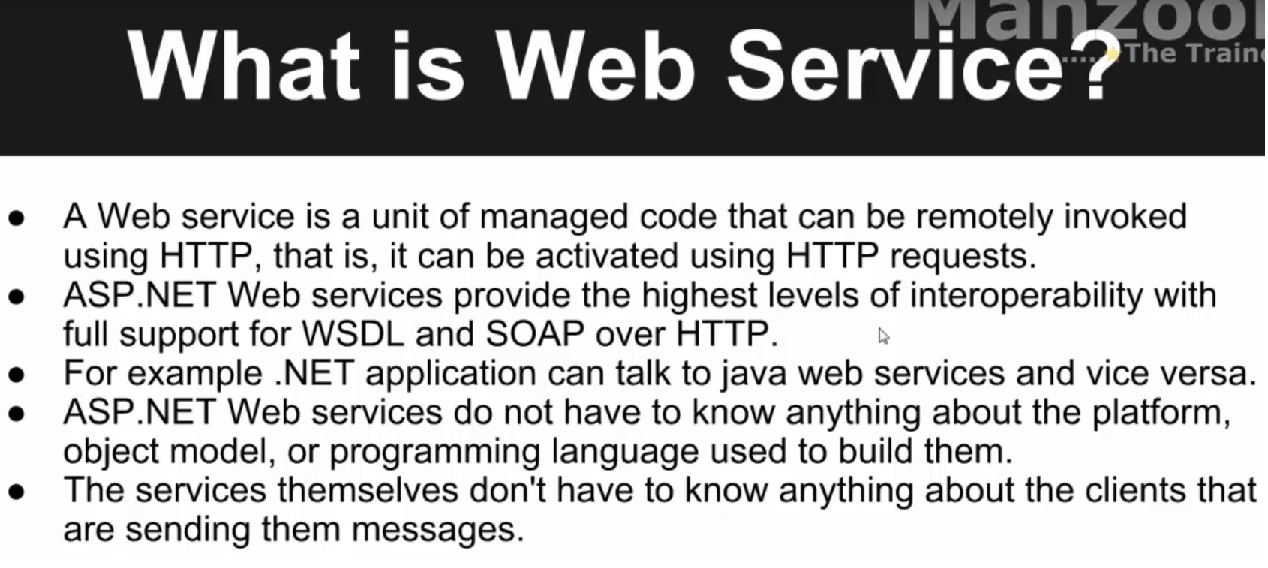 Manzoor
What is Web Service?
.....The Traine
● A Web service is a unit of managed code that can be remotely invoked
using HTTP, that is, it can be activated using HTTP requests.
● ASP.NET Web services provide the highest levels of interoperability with
full support for WSDL and SOAP over HTTP.
● For example .NET application can talk to java web services and vice versa.
● ASP.NET Web services do not have to know anything about the platform,
object model, or programming language used to build them.
● The services themselves don't have to know anything about the clients that
are sending them messages.